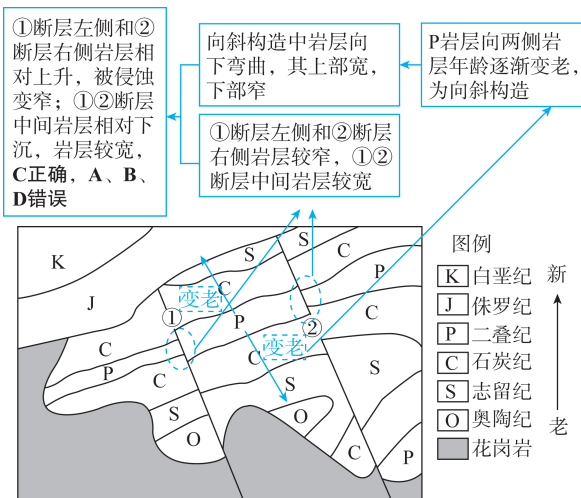 ①断层左侧和②
断层右侧岩层相
对上升，被侵蚀
变窄；①②断层
中间岩层相对下
沉，岩层较宽，
C正确，A、B、
D错误
向斜构造中岩层向
下弯曲，其上部宽，
下部窄
P岩层向两侧岩
层年龄逐渐变老，
为向斜构造
①断层左侧和②断层
右侧岩层较窄，①②
断层中间岩层较宽
K
J
S
S
C
P
C
变老
C
①
P
②
C
C
P
C
变老
C
S
S
S
O
O
C
P
图例
K 白垩纪 新
J 侏罗纪
P 二叠纪
C 石炭纪
S 志留纪
O 奥陶纪 老
花岗岩